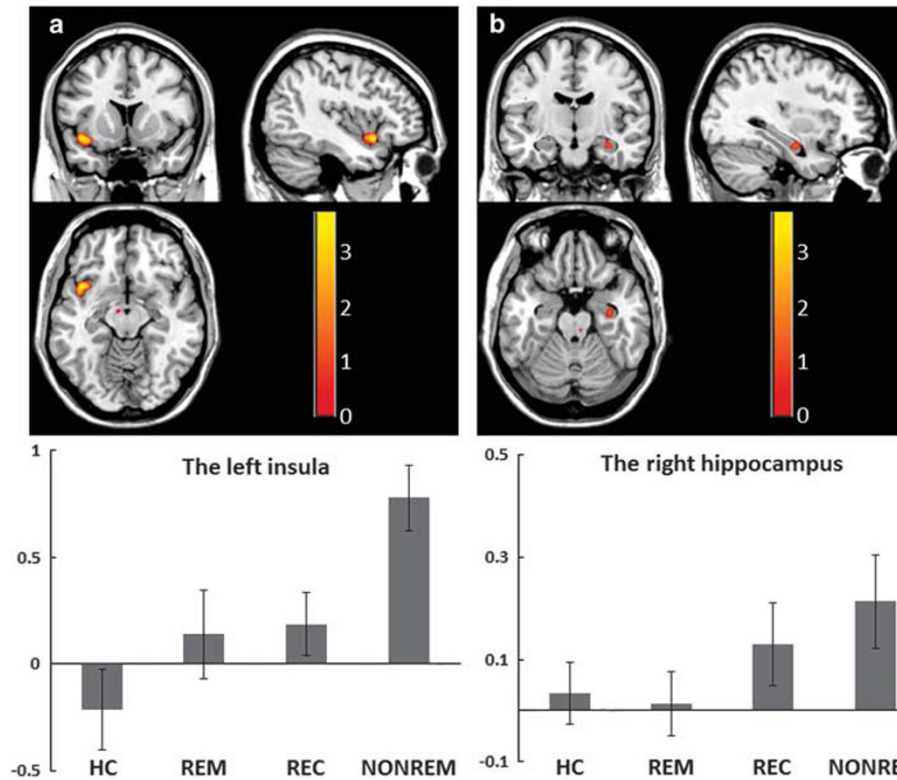 a
b
3
2
1
0
3
2
1
0
The left insula
1
0.5
0
-0.5
HC REM REC NONREM
The right hippocampus
0.5
0.3
0.1
-0.1
HC REM REC NONRE